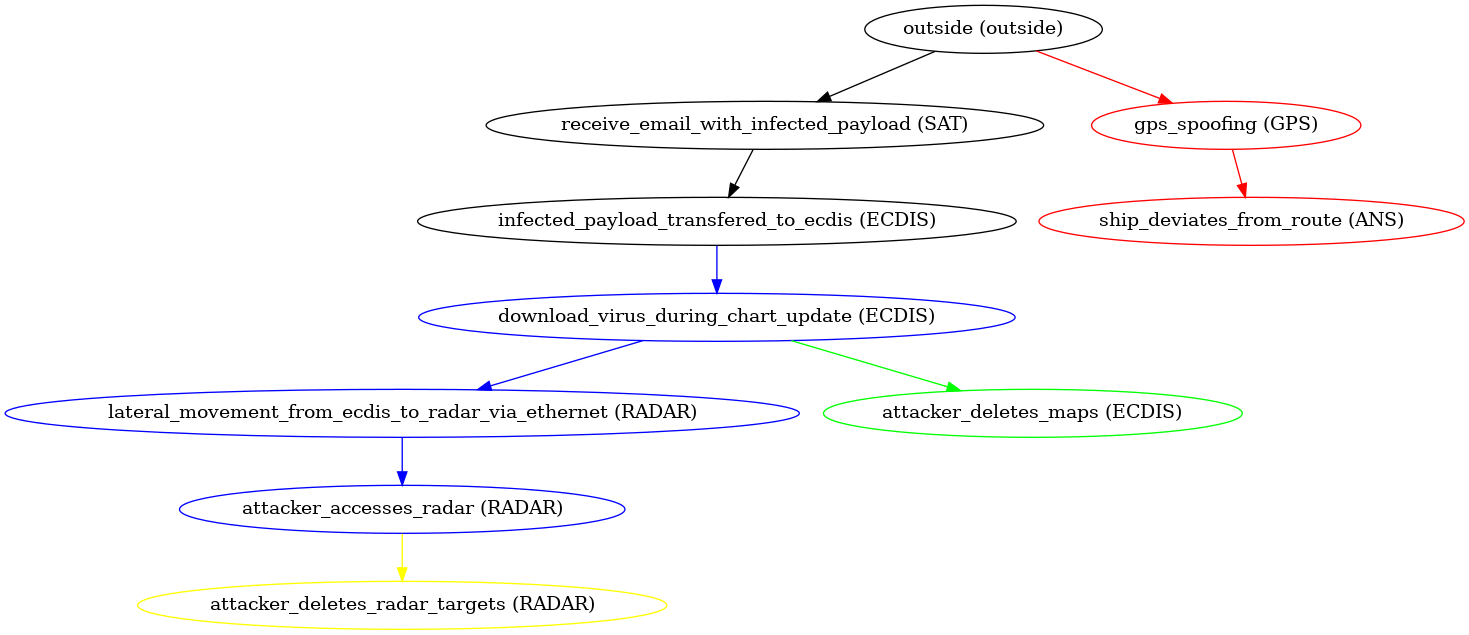 outside (outside)
receive_email_with_infected_payload (SAT)
gps_spoofing (GPS)
infected_payload_transfered_to_ecdis (ECDIS)
ship_deviates_from_route (ANS)
download_virus_during_chart_update (ECDIS)
lateral_movement_from_ecdis_to_radar_via_ethernet (RADAR)
attacker_deletes_maps (ECDIS)
attacker_accesses_radar (RADAR)
attacker_deletes_radar_targets (RADAR)